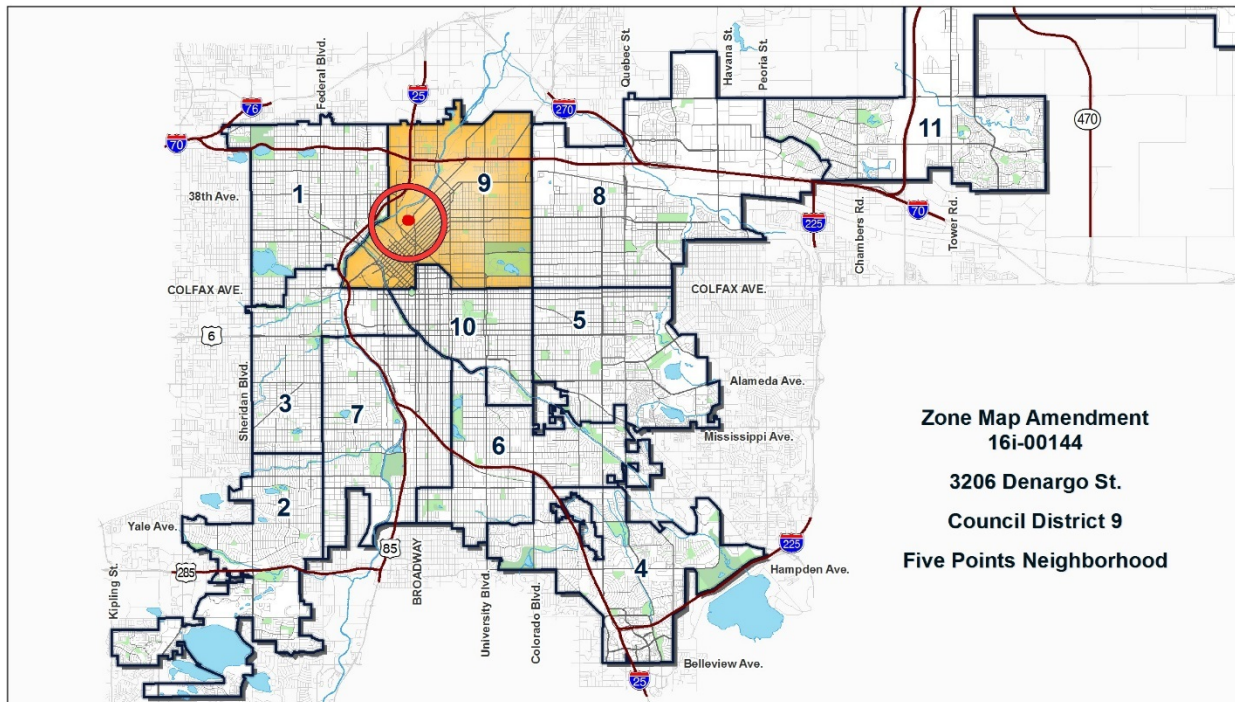 Federal Blvd.
Quebec St.
Havana St.
Peoria St.
76
25
270
470
70
11
1
9
8
38th Ave.
225
70
Chambers Rd.
Tower Rd.
COLFAX AVE.
COLFAX AVE.
6
10
5
Sheridan Blvd.
Alameda Ave.
3
7
Mississippi Ave.
6
Zone Map Amendment
16i-00144
3206 Denargo St.
Council District 9
Five Points Neighborhood
2
Yale Ave.
85
225
Hampden Ave.
285
4
Kipling St.
BROADWAY
University Blvd.
Colorado Blvd.
Belleview Ave.
25